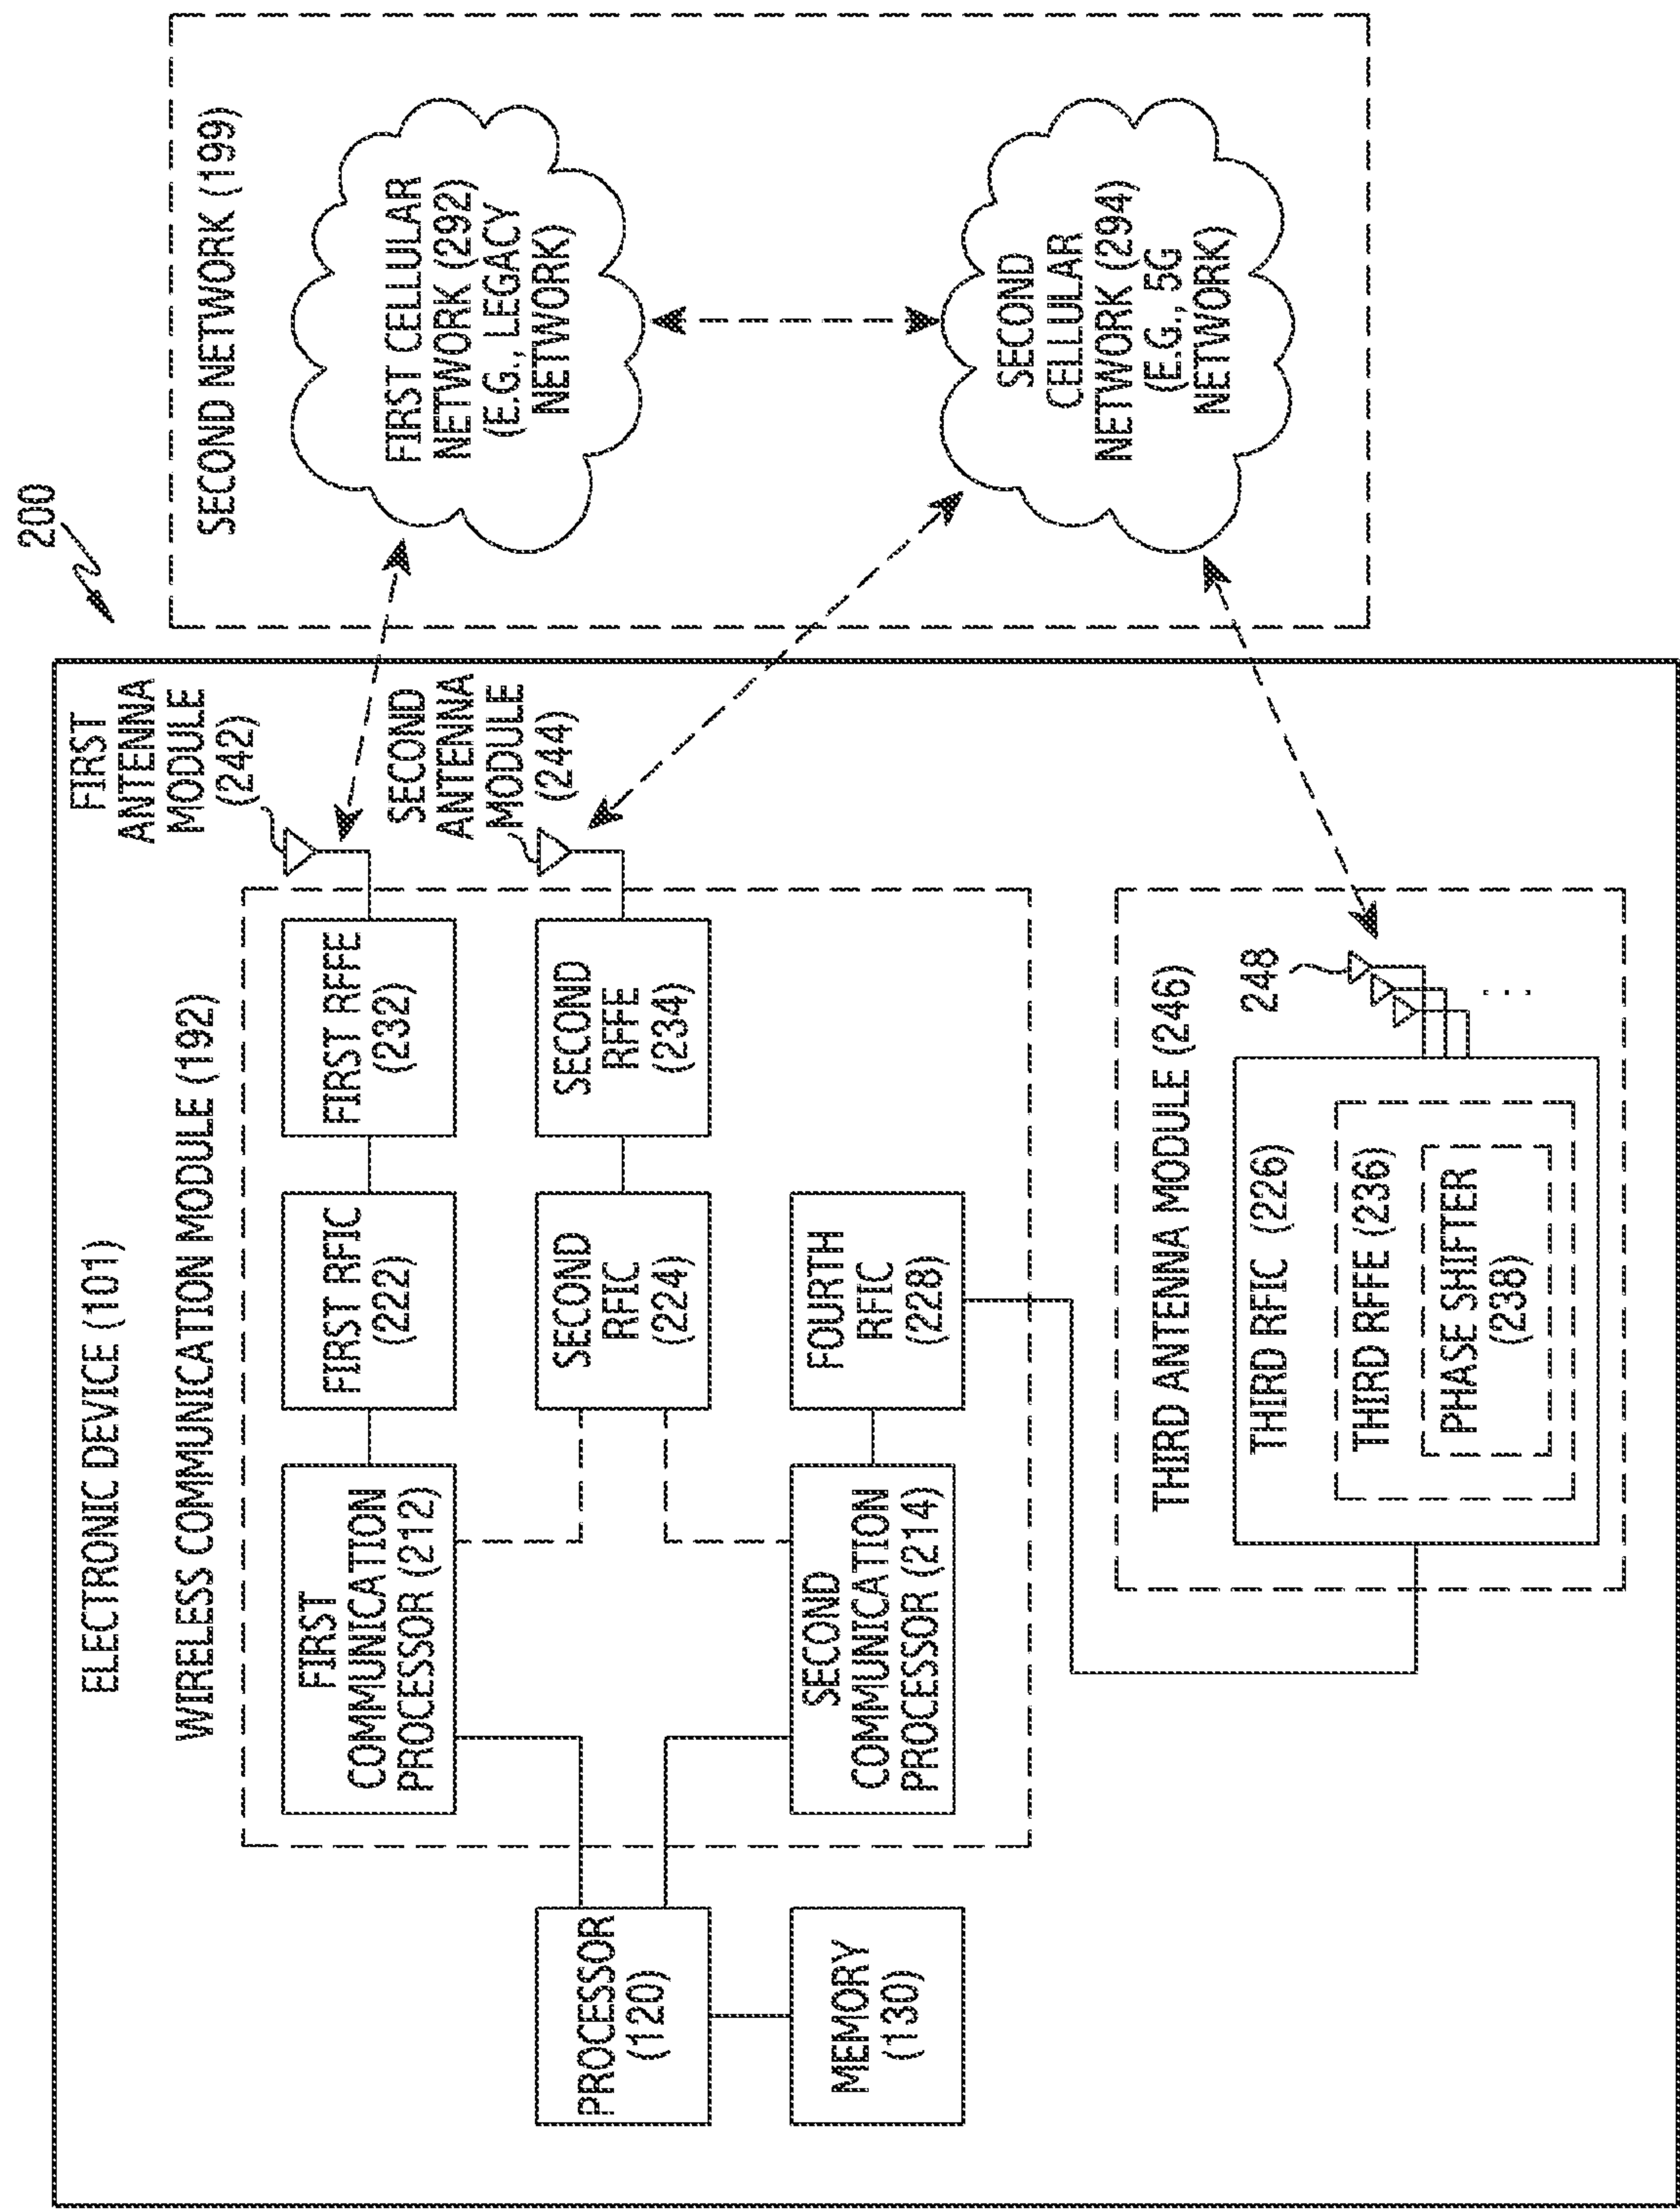 200
ELECTRONIC DEVICE (101)
WIRELESS COMMUNICATION MODULE (192)
FIRST
ANTENNA
MODULE
(242)
SECOND NETWORK (199)
FIRST
COMMUNICATION
PROCESSOR (212)
FIRST RFIC
(222)
FIRST RFFE
(232)
SECOND
ANTENNA
MODULE
(244)
FIRST CELLULAR
NETWORK (292)
(E.G., LEGACY
NETWORK)
PROCESSOR
(120)
SECOND
RFIC
(224)
SECOND
RFFE
(234)
MEMORY
(130)
SECOND
COMMUNICATION
PROCESSOR (214)
FOURTH
RFIC
(228)
SECOND
CELLULAR
NETWORK (294)
(E.G., 5G
NETWORK)
THIRD ANTENNA MODULE (246)
248
THIRD RFIC (226)
THIRD RFFE (236)
PHASE SHIFTER
(238)
...